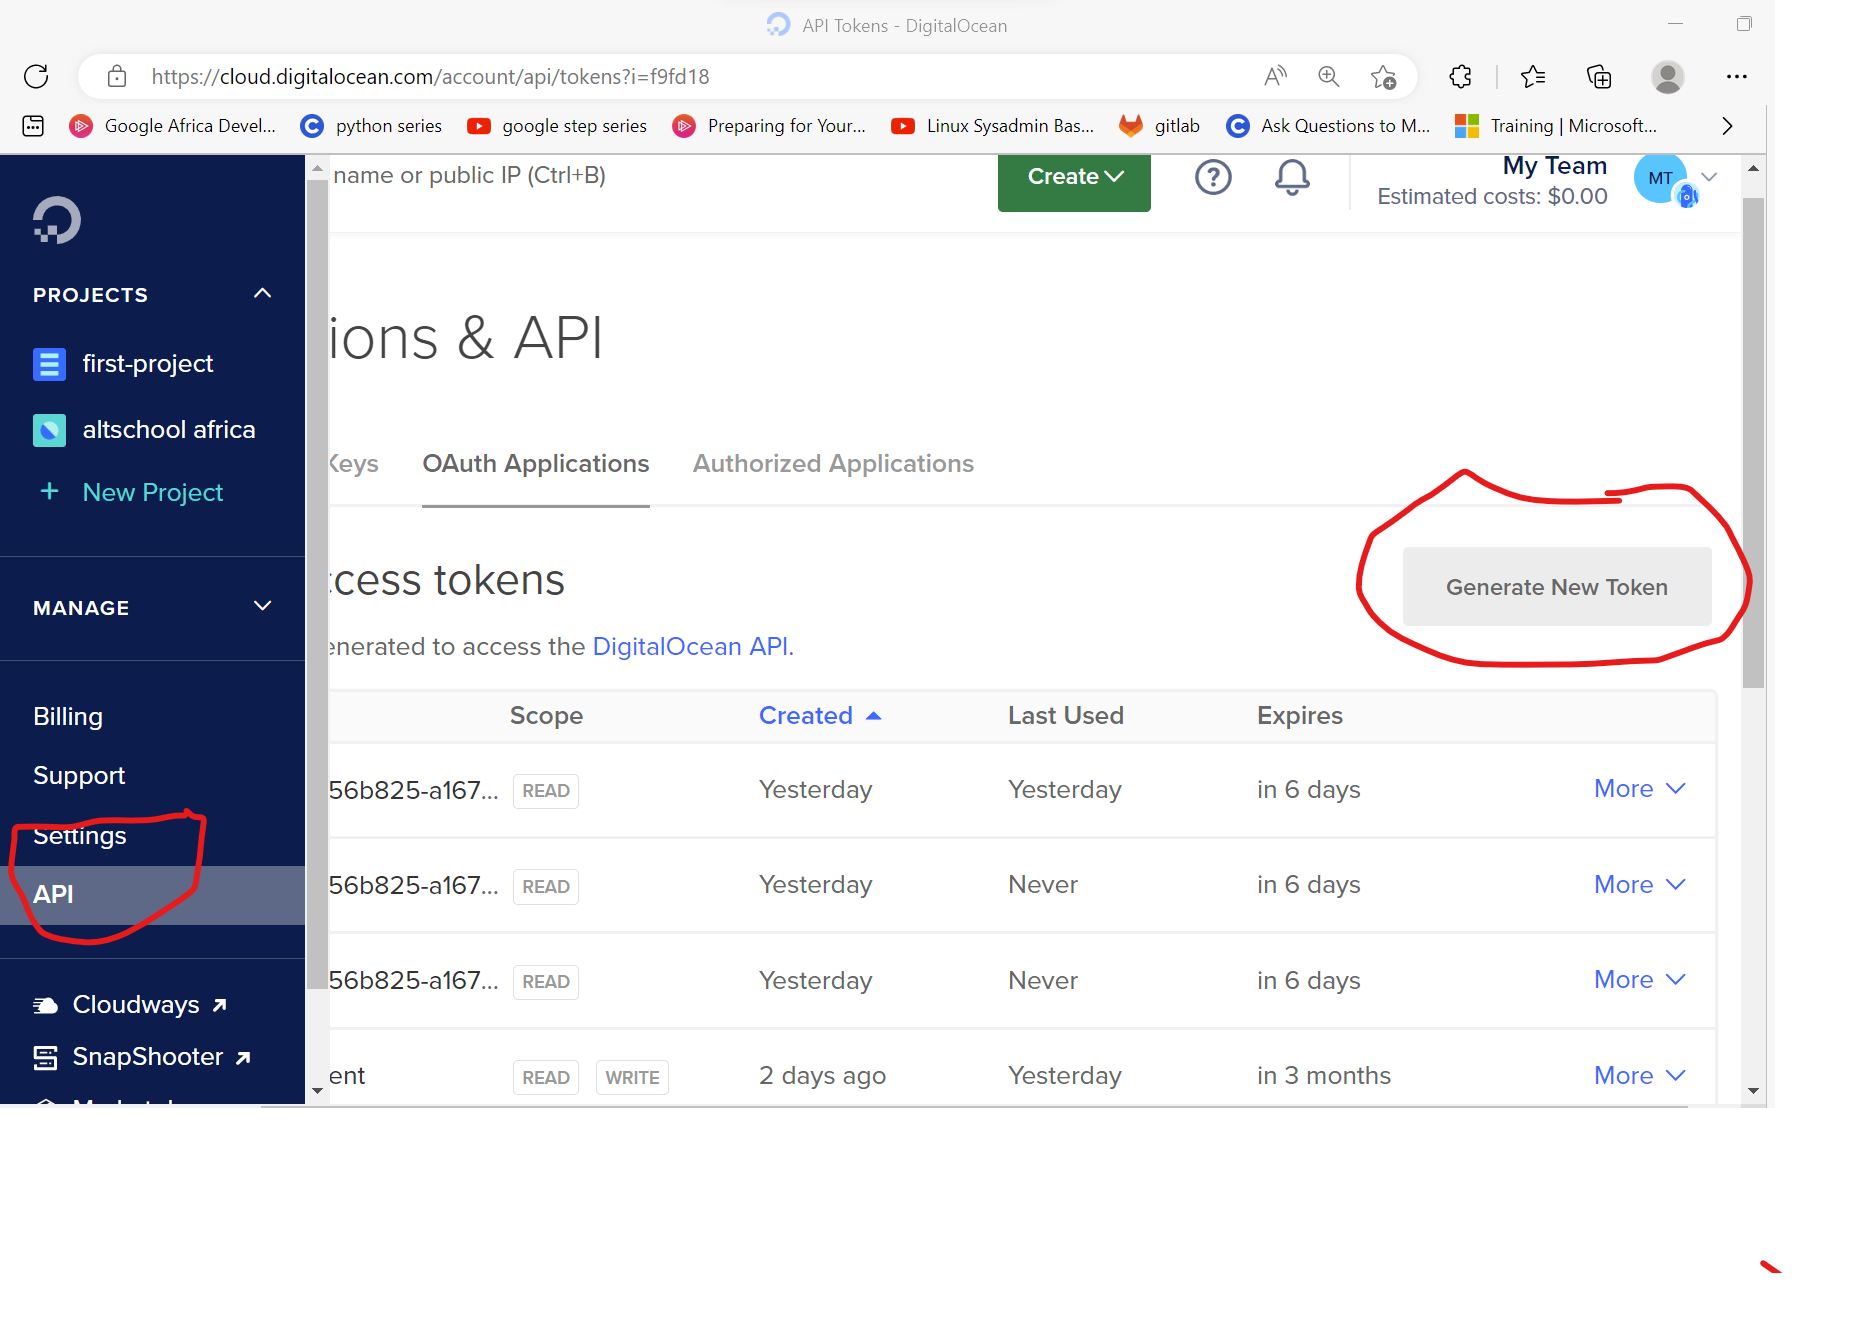 API Tokens - DigitalOcean
https://cloud.digitalocean.com/account/api/tokens?i=f9fd18
Google Africa Devel... python series google step series Preparing for Your... Linux Sysadmin Bas... gitlab Ask Questions to M... Training | Microsoft...
name or public IP (Ctrl+B)
Create
My Team
Estimated costs: $0.00
MT
PROJECTS
first-project
altschool africa
+ New Project
MANAGE
Billing
Support
Settings
API
Cloudways
SnapShooter
ions & API
Keys OAuth Applications Authorized Applications
ccess tokens
Generate New Token
enerated to access the DigitalOcean API.
Scope Created Last Used Expires
56b825-a167... READ Yesterday Yesterday in 6 days More
56b825-a167... READ Yesterday Never in 6 days More
56b825-a167... READ Yesterday Never in 6 days More
ent READ WRITE 2 days ago Yesterday in 3 months More